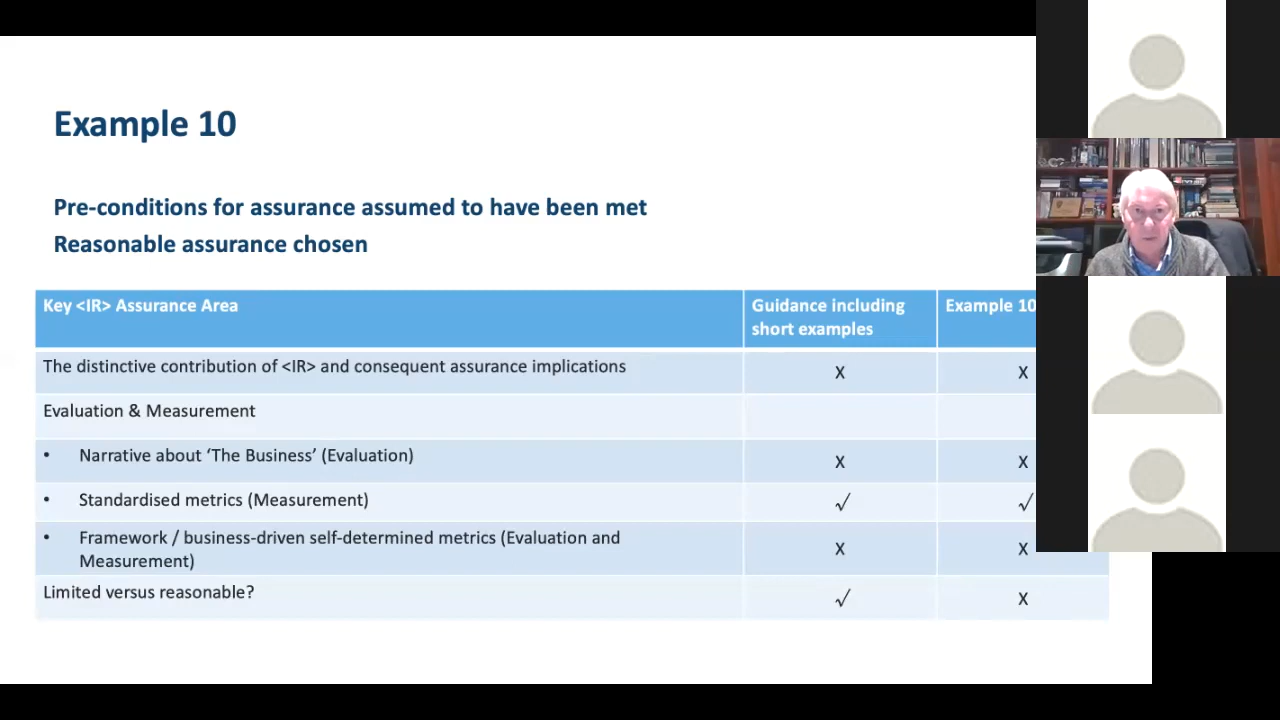 Example 10
Pre-conditions for assurance assumed to have been met
Reasonable assurance chosen
Key <IR> Assurance Area
Guidance including
short examples
Example 10
The distinctive contribution of <IR> and consequent assurance implications
X
X
Evaluation & Measurement
• Narrative about ‘The Business’ (Evaluation)
X
X
• Standardised metrics (Measurement)
√
√
• Framework / business-driven self-determined metrics (Evaluation and
Measurement)
X
X
Limited versus reasonable?
√
X